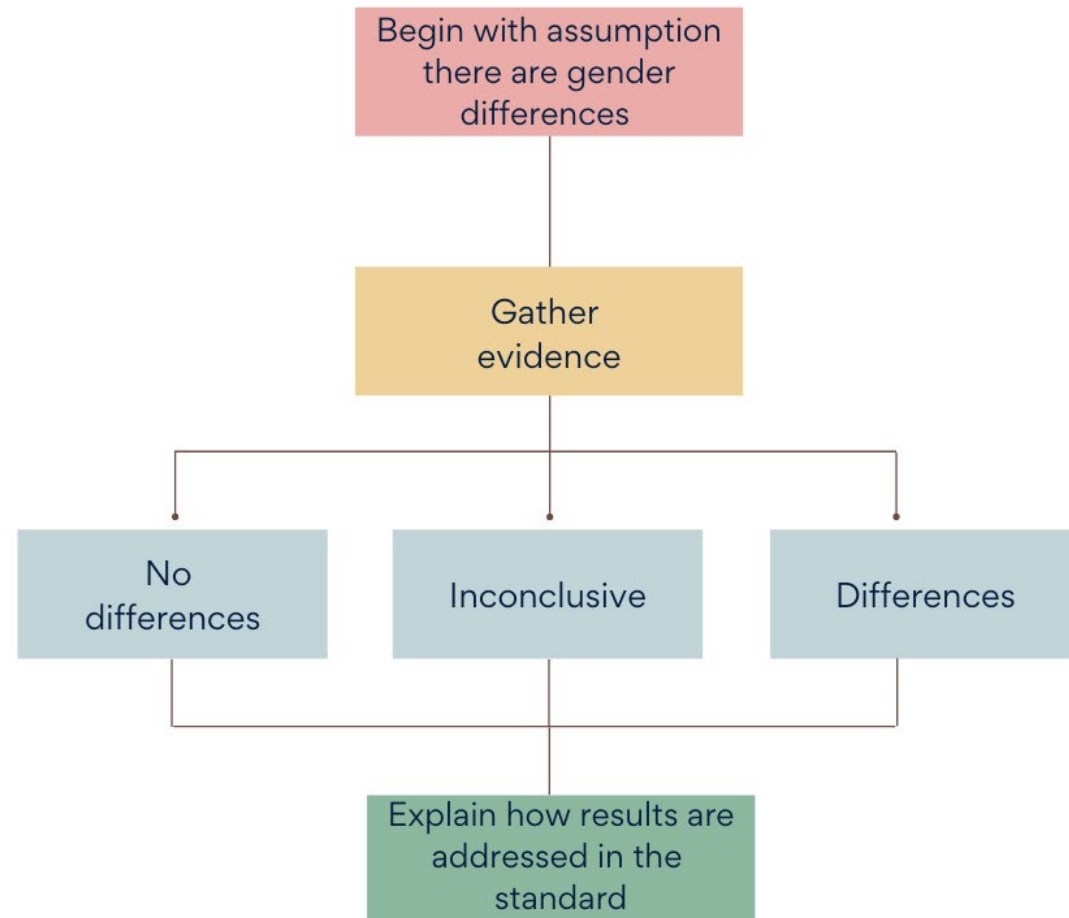 Begin with assumption
there are gender
differences
Gather
evidence
No
differences
Inconclusive
Differences
Explain how results are
addressed in the
standard